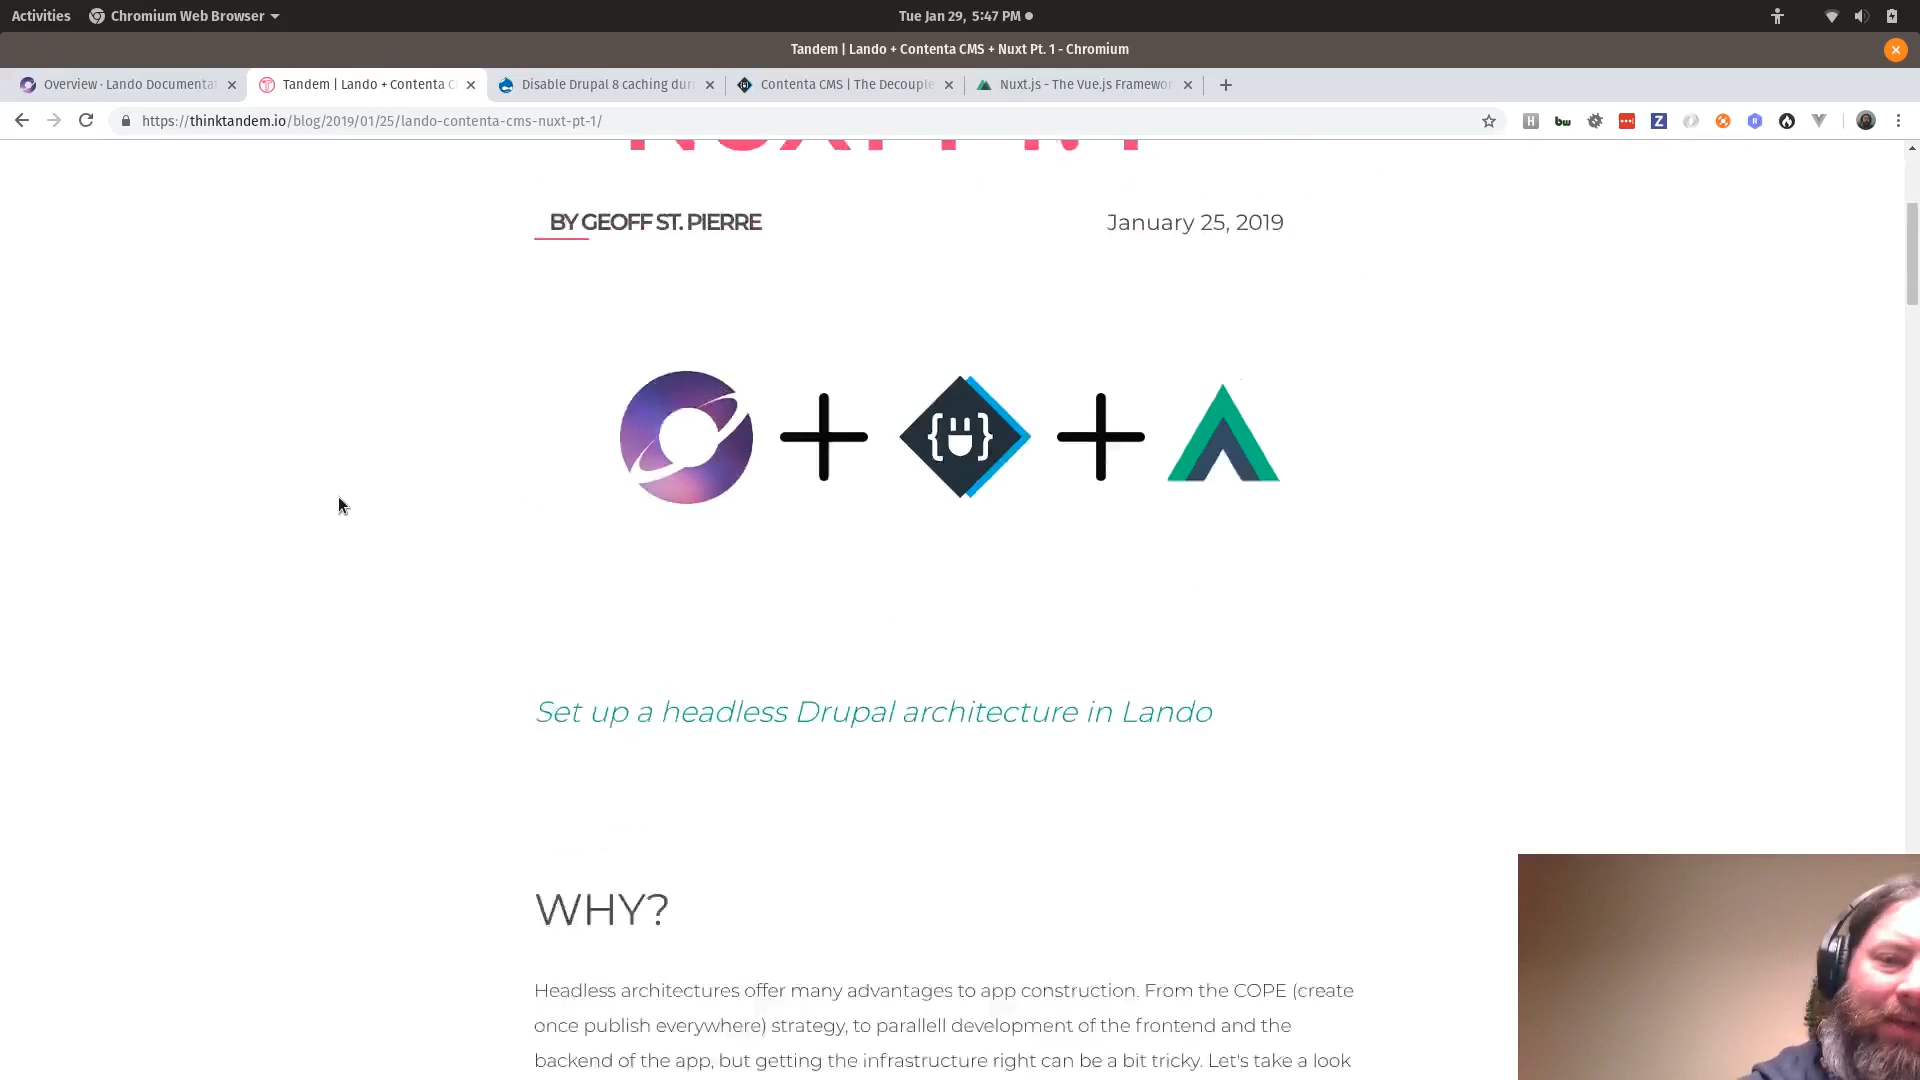 Activities
Chromium Web Browser
Tue Jan 29, 5:47 PM
Tandem | Lando + Contenta CMS + Nuxt Pt. 1 - Chromium
Overview · Lando Documenta
Tandem | Lando + Contenta C
Disable Drupal 8 caching dur
Contenta CMS | The Decouple
Nuxt.js - The Vue.js Framewor
https://thinktandem.io/blog/2019/01/25/lando-contenta-cms-nuxt-pt-1/
H
bw
Z
R
BY GEOFF ST. PIERRE
January 25, 2019
Set up a headless Drupal architecture in Lando
WHY?
Headless architectures offer many advantages to app construction. From the COPE (create
once publish everywhere) strategy, to parallell development of the frontend and the
backend of the app, but getting the infrastructure right can be a bit tricky. Let's take a look